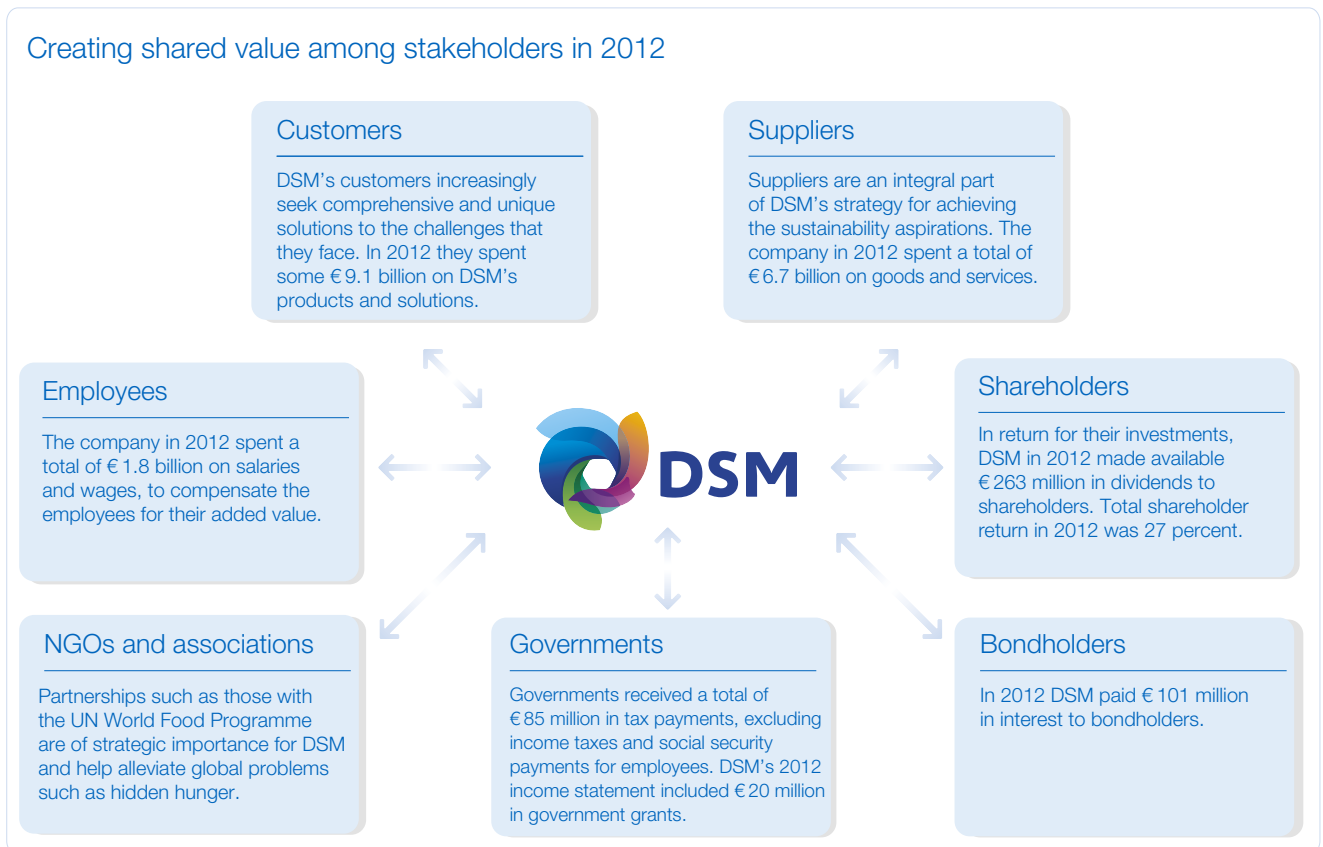 Creating shared value among stakeholders in 2012
Customers
DSM's customers increasingly
seek comprehensive and unique
solutions to the challenges that
they face. In 2012 they spent
some € 9.1 billion on DSM's
products and solutions.
Suppliers
Suppliers are an integral part
of DSM's strategy for achieving
the sustainability aspirations. The
company in 2012 spent a total of
€ 6.7 billion on goods and services.
Employees
The company in 2012 spent a
total of € 1.8 billion on salaries
and wages, to compensate the
employees for their added value.
DSM
Shareholders
In return for their investments,
DSM in 2012 made available
€ 263 million in dividends to
shareholders. Total shareholder
return in 2012 was 27 percent.
NGOs and associations
Partnerships such as those with
the UN World Food Programme
are of strategic importance for DSM
and help alleviate global problems
such as hidden hunger.
Governments
Governments received a total of
€ 85 million in tax payments, excluding
income taxes and social security
payments for employees. DSM's 2012
income statement included € 20 million
in government grants.
Bondholders
In 2012 DSM paid € 101 million
in interest to bondholders.